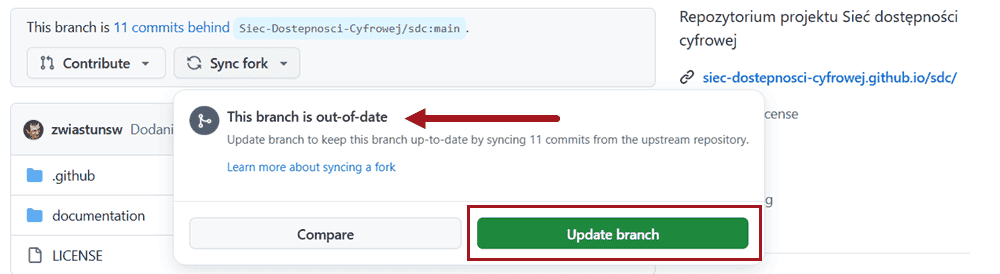 This branch is 11 commits behind Siec-Dostepnosci-Cyfrowej/sdc:main .
Contribute
Sync fork
This branch is out-of-date
Update branch to keep this branch up-to-date by syncing 11 commits from the upstream repository.
Learn more about syncing a fork
Compare
Update branch
zwiastunsw Dodani
.github
documentation
LICENSE
Repozytorium projektu Sieć dostępności
cyfrowej
siec-dostepnosci-cyfrowej.github.io/sdc/